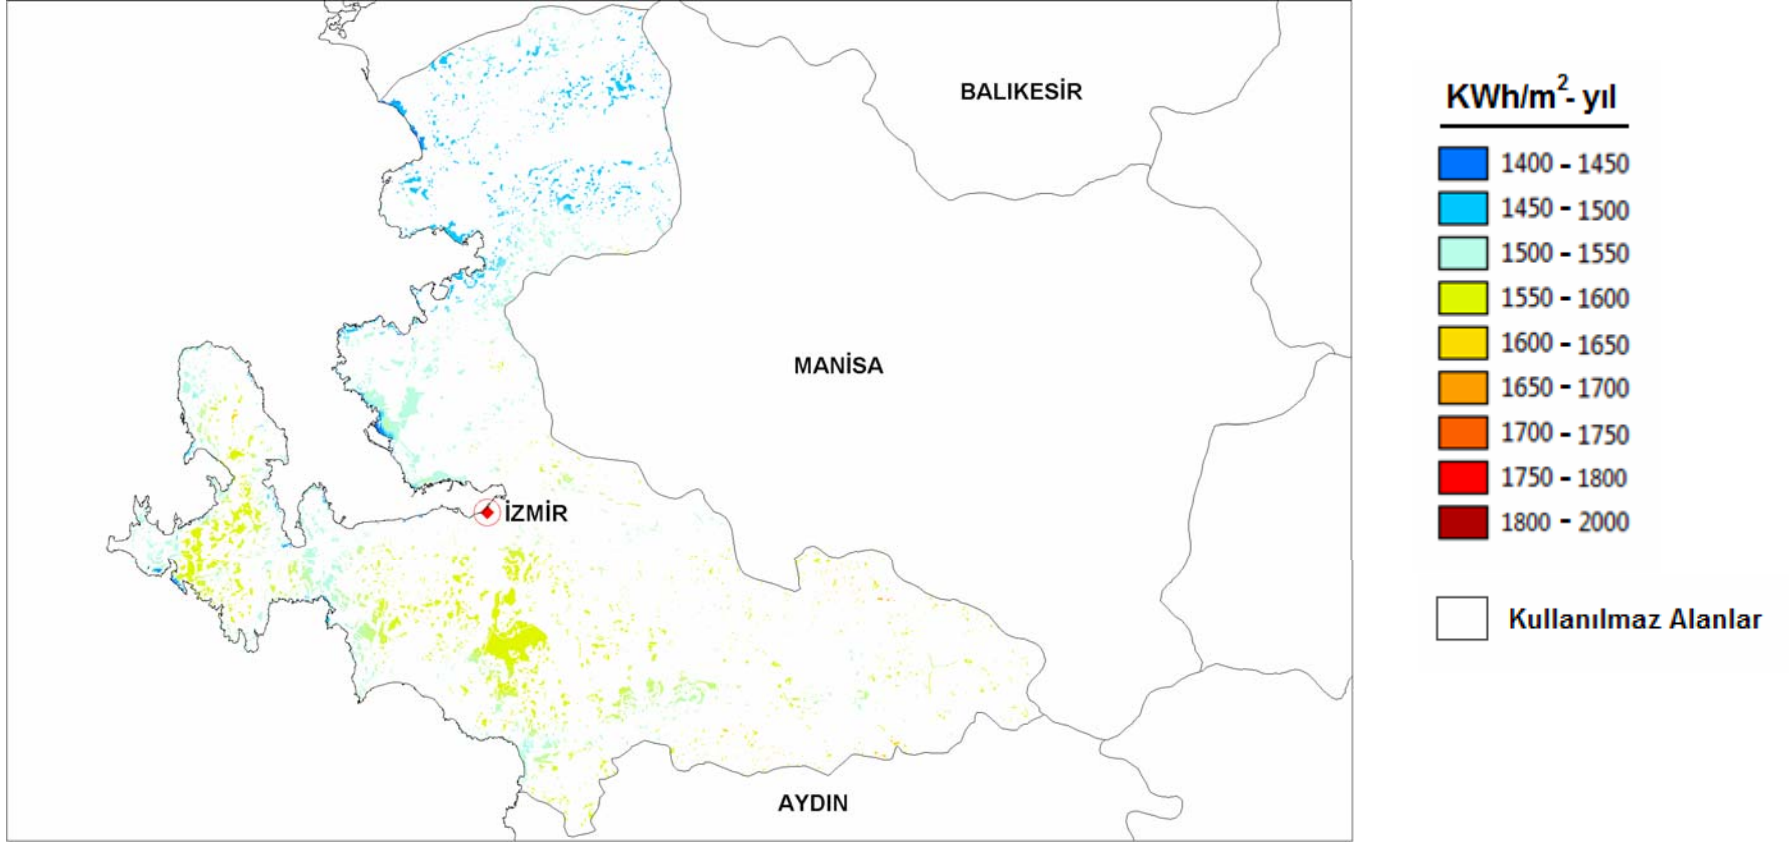 BALIKESİR
MANİSA
İZMİR
AYDIN
KWh/m²- yıl
1400 - 1450
1450 - 1500
1500 - 1550
1550 - 1600
1600 - 1650
1650 - 1700
1700 - 1750
1750 - 1800
1800 - 2000
Kullanılmaz Alanlar